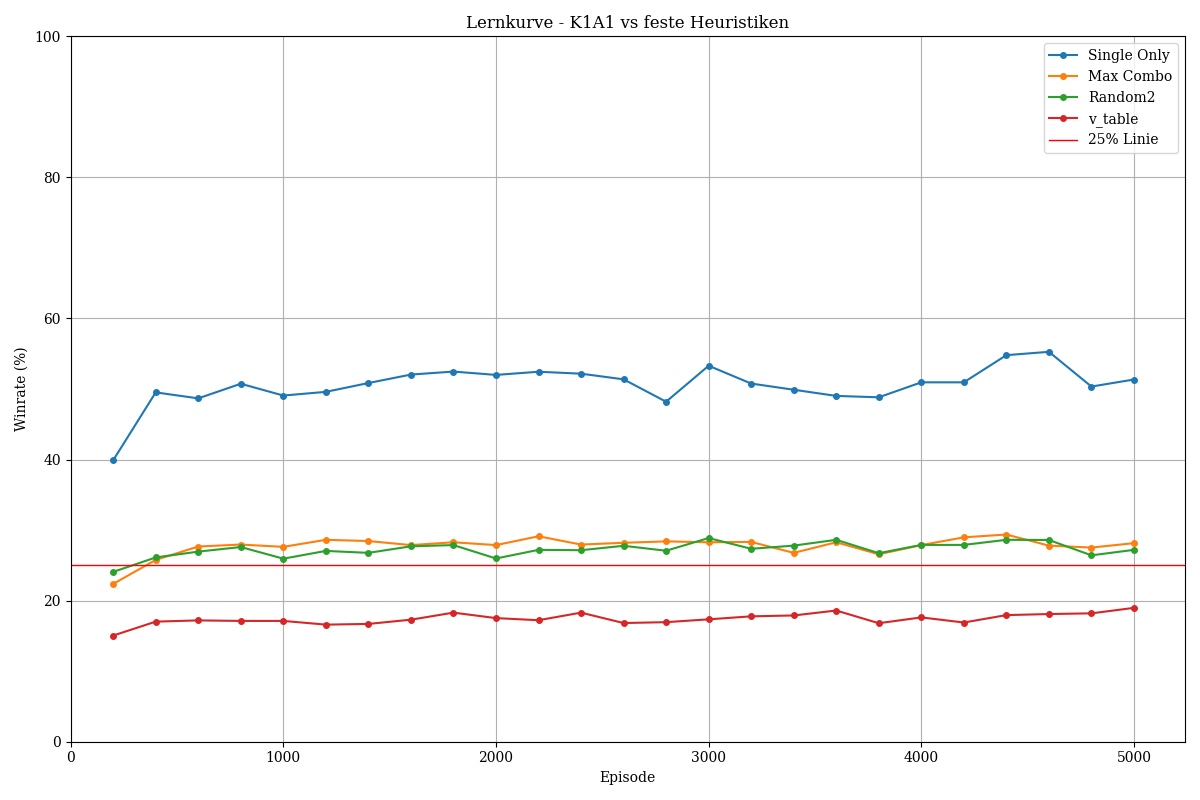 Lernkurve - K1A1 vs feste Heuristiken
100
80
60
40
20
0
Winrate (%)
0
1000
2000
3000
4000
5000
Episode
Single Only
Max Combo
Random2
v_table
25% Linie